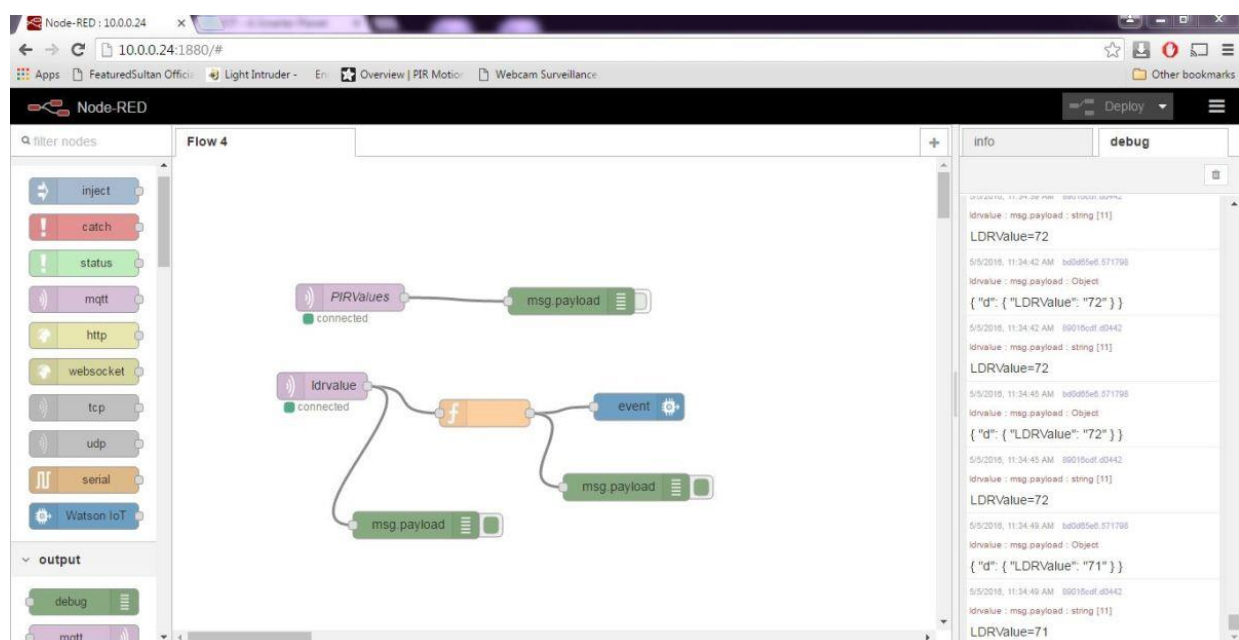 Node-RED : 10.0.0.24
10.0.0.24:1880/#
Apps FeaturedSultan Offici Light Intruder - En Overview | PIR Motio Webcam Surveillance Other bookmarks
Node-RED Deploy
filter nodes
Flow 4
info debug
inject
catch
status
mqtt
http
websocket
tcp
udp
serial
Watson IoT
output
debug
mqtt
PIRValues
connected
msg.payload
ldrvalue
connected
f
event
msg.payload
msg.payload
ldrvalue : msg.payload : string [11]
LDRValue=72
5/5/2016, 11:34:42 AM bd0d65e6.571798
ldrvalue : msg.payload : Object
{ "d": { "LDRValue": "72" } }
5/5/2016, 11:34:42 AM 89016cdf.d0442
ldrvalue : msg.payload : string [11]
LDRValue=72
5/5/2016, 11:34:45 AM bd0d65e6.571798
ldrvalue : msg.payload : Object
{ "d": { "LDRValue": "72" } }
5/5/2016, 11:34:45 AM 89016cdf.d0442
ldrvalue : msg.payload : string [11]
LDRValue=72
5/5/2016, 11:34:49 AM bd0d65e6.571798
ldrvalue : msg.payload : Object
{ "d": { "LDRValue": "71" } }
5/5/2016, 11:34:49 AM 89016cdf.d0442
ldrvalue : msg.payload : string [11]
LDRValue=71